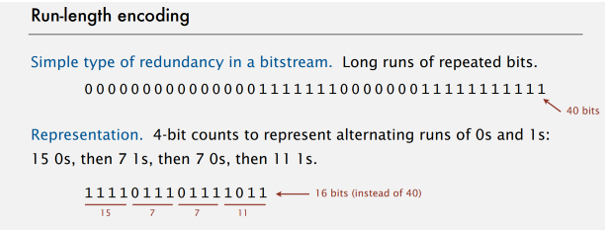 Run-length encoding
Simple type of redundancy in a bitstream. Long runs of repeated bits.
0000000000000001111111000000011111111111
40 bits
Representation. 4-bit counts to represent alternating runs of 0s and 1s:
15 0s, then 7 1s, then 7 0s, then 11 1s.
1111011101111011 16 bits (instead of 40)
15 7 7 11